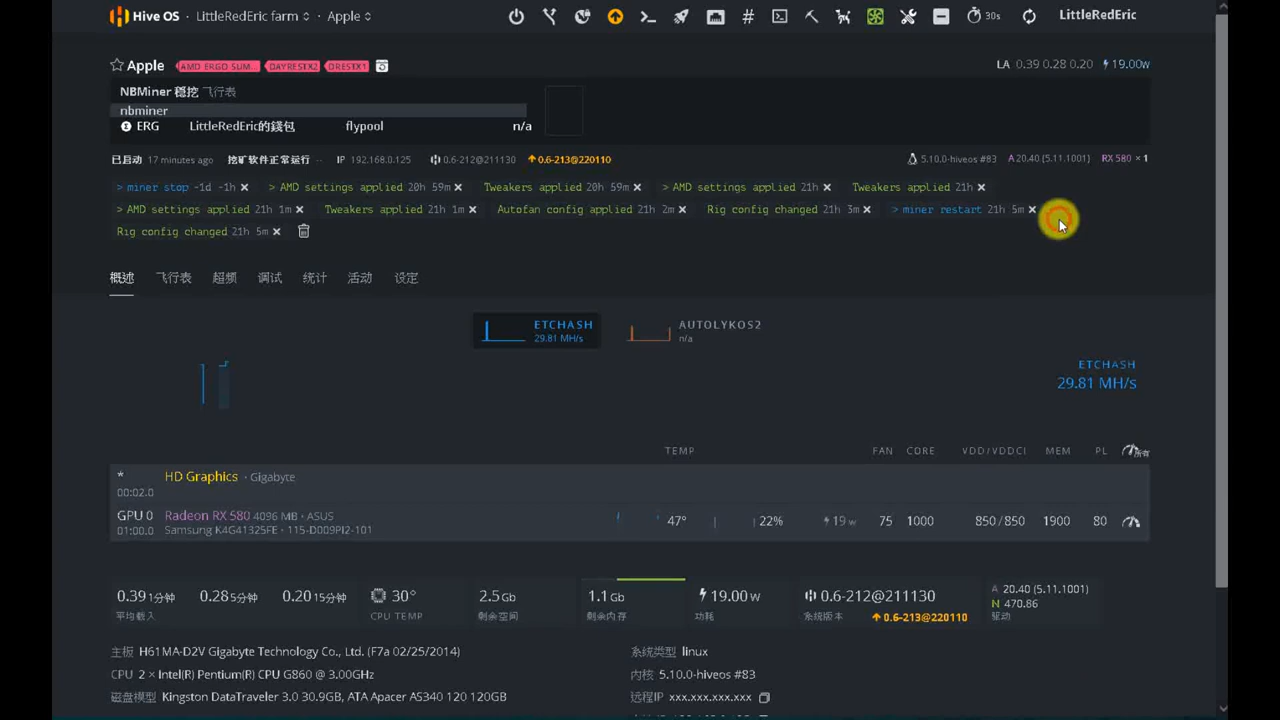 Hive OS LittleRedEric farm Apple 30s LittleRedEric
Apple AMD ERGO SUM... DAYRESTX2 DRESTX1 LA 0.39 0.28 0.20 19.00w
NBMiner 穩挖 飞行表
nbminer
ERG LittleRedEric的錢包 flypool n/a
已启动 17 minutes ago 挖矿软件正常运行 IP 192.168.0.125 0.6-212@211130 0.6-213@220110 5.10.0-hiveos #83 A 20.40 (5.11.1001) RX 580 × 1
> miner stop -1d -1h × > AMD settings applied 20h 59m × Tweakers applied 20h 59m × > AMD settings applied 21h × Tweakers applied 21h ×
> AMD settings applied 21h 1m × Tweakers applied 21h 1m × Autofan config applied 21h 2m × Rig config changed 21h 3m × > miner restart 21h 5m ×
Rig config changed 21h 5m ×
概述 飞行表 超频 调试 统计 活动 设定
ETCHASH AUTOLYKOS2
29.81 MH/s n/a
ETCHASH
29.81 MH/s
TEMP FAN CORE VDD/VDDCI MEM PL 所有
* HD Graphics · Gigabyte
00:02.0
GPU 0 Radeon RX 580 4096 MB · ASUS 47° 22% 19 w 75 1000 850/850 1900 80
01:00.0 Samsung K4G41325FE · 115-D009PI2-101
0.39 1分钟 0.28 5分钟 0.20 15分钟 30° 2.5Gb 1.1Gb 19.00 W 0.6-212@211130 A 20.40 (5.11.1001)
N 470.86
平均载入 CPU TEMP 剩余空间 剩余内存 功耗 系统版本 0.6-213@220110 驱动
主板 H61MA-D2V Gigabyte Technology Co., Ltd. (F7a 02/25/2014) 系统类型 linux
CPU 2 × Intel(R) Pentium(R) CPU G860 @ 3.00GHz 内核 5.10.0-hiveos #83
磁盘模型 Kingston DataTraveler 3.0 30.9GB, ATA Apacer AS340 120 120GB 远程IP xxx.xxx.xxx.xxx